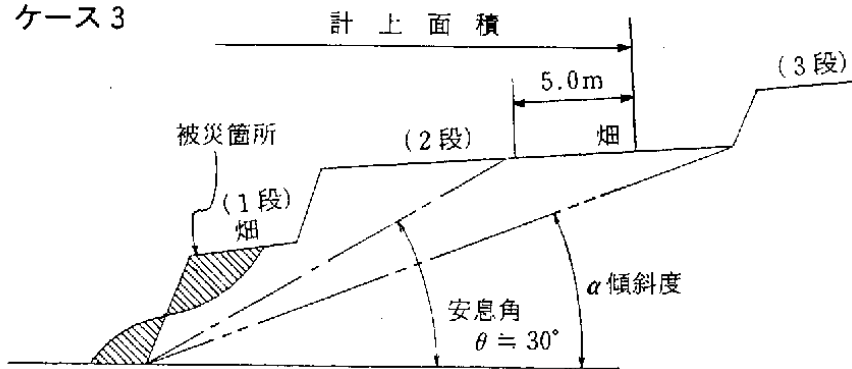 ケース3
計上面積
5.0m
(3段)
被災箇所
(2段)
畑
(1段)
畑
α傾斜度
安息角
θ≒30°